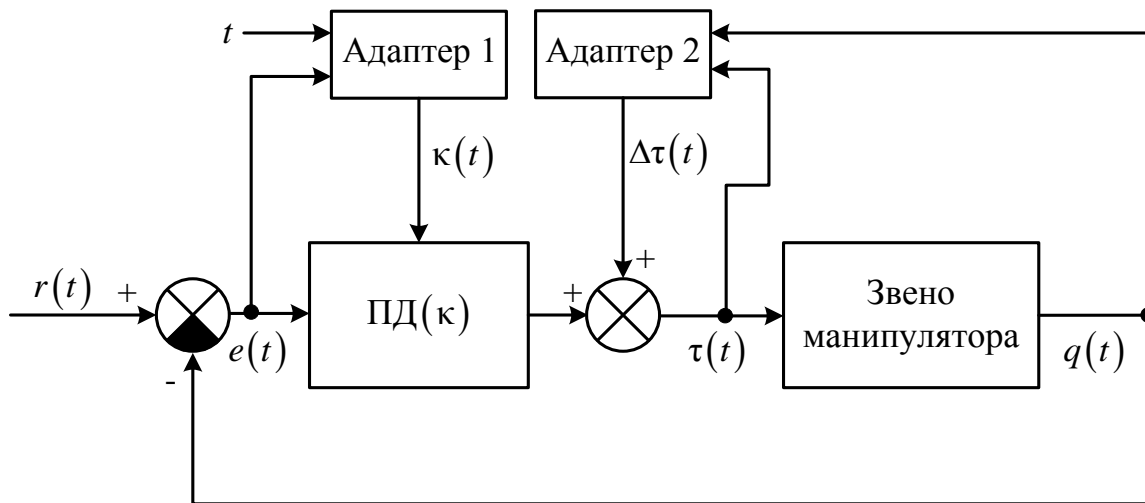 t
Адаптер 1
Адаптер 2
κ(t)
Δτ(t)
r(t)
+
-
e(t)
ПД(κ)
+
+
τ(t)
Звено
манипулятора
q(t)